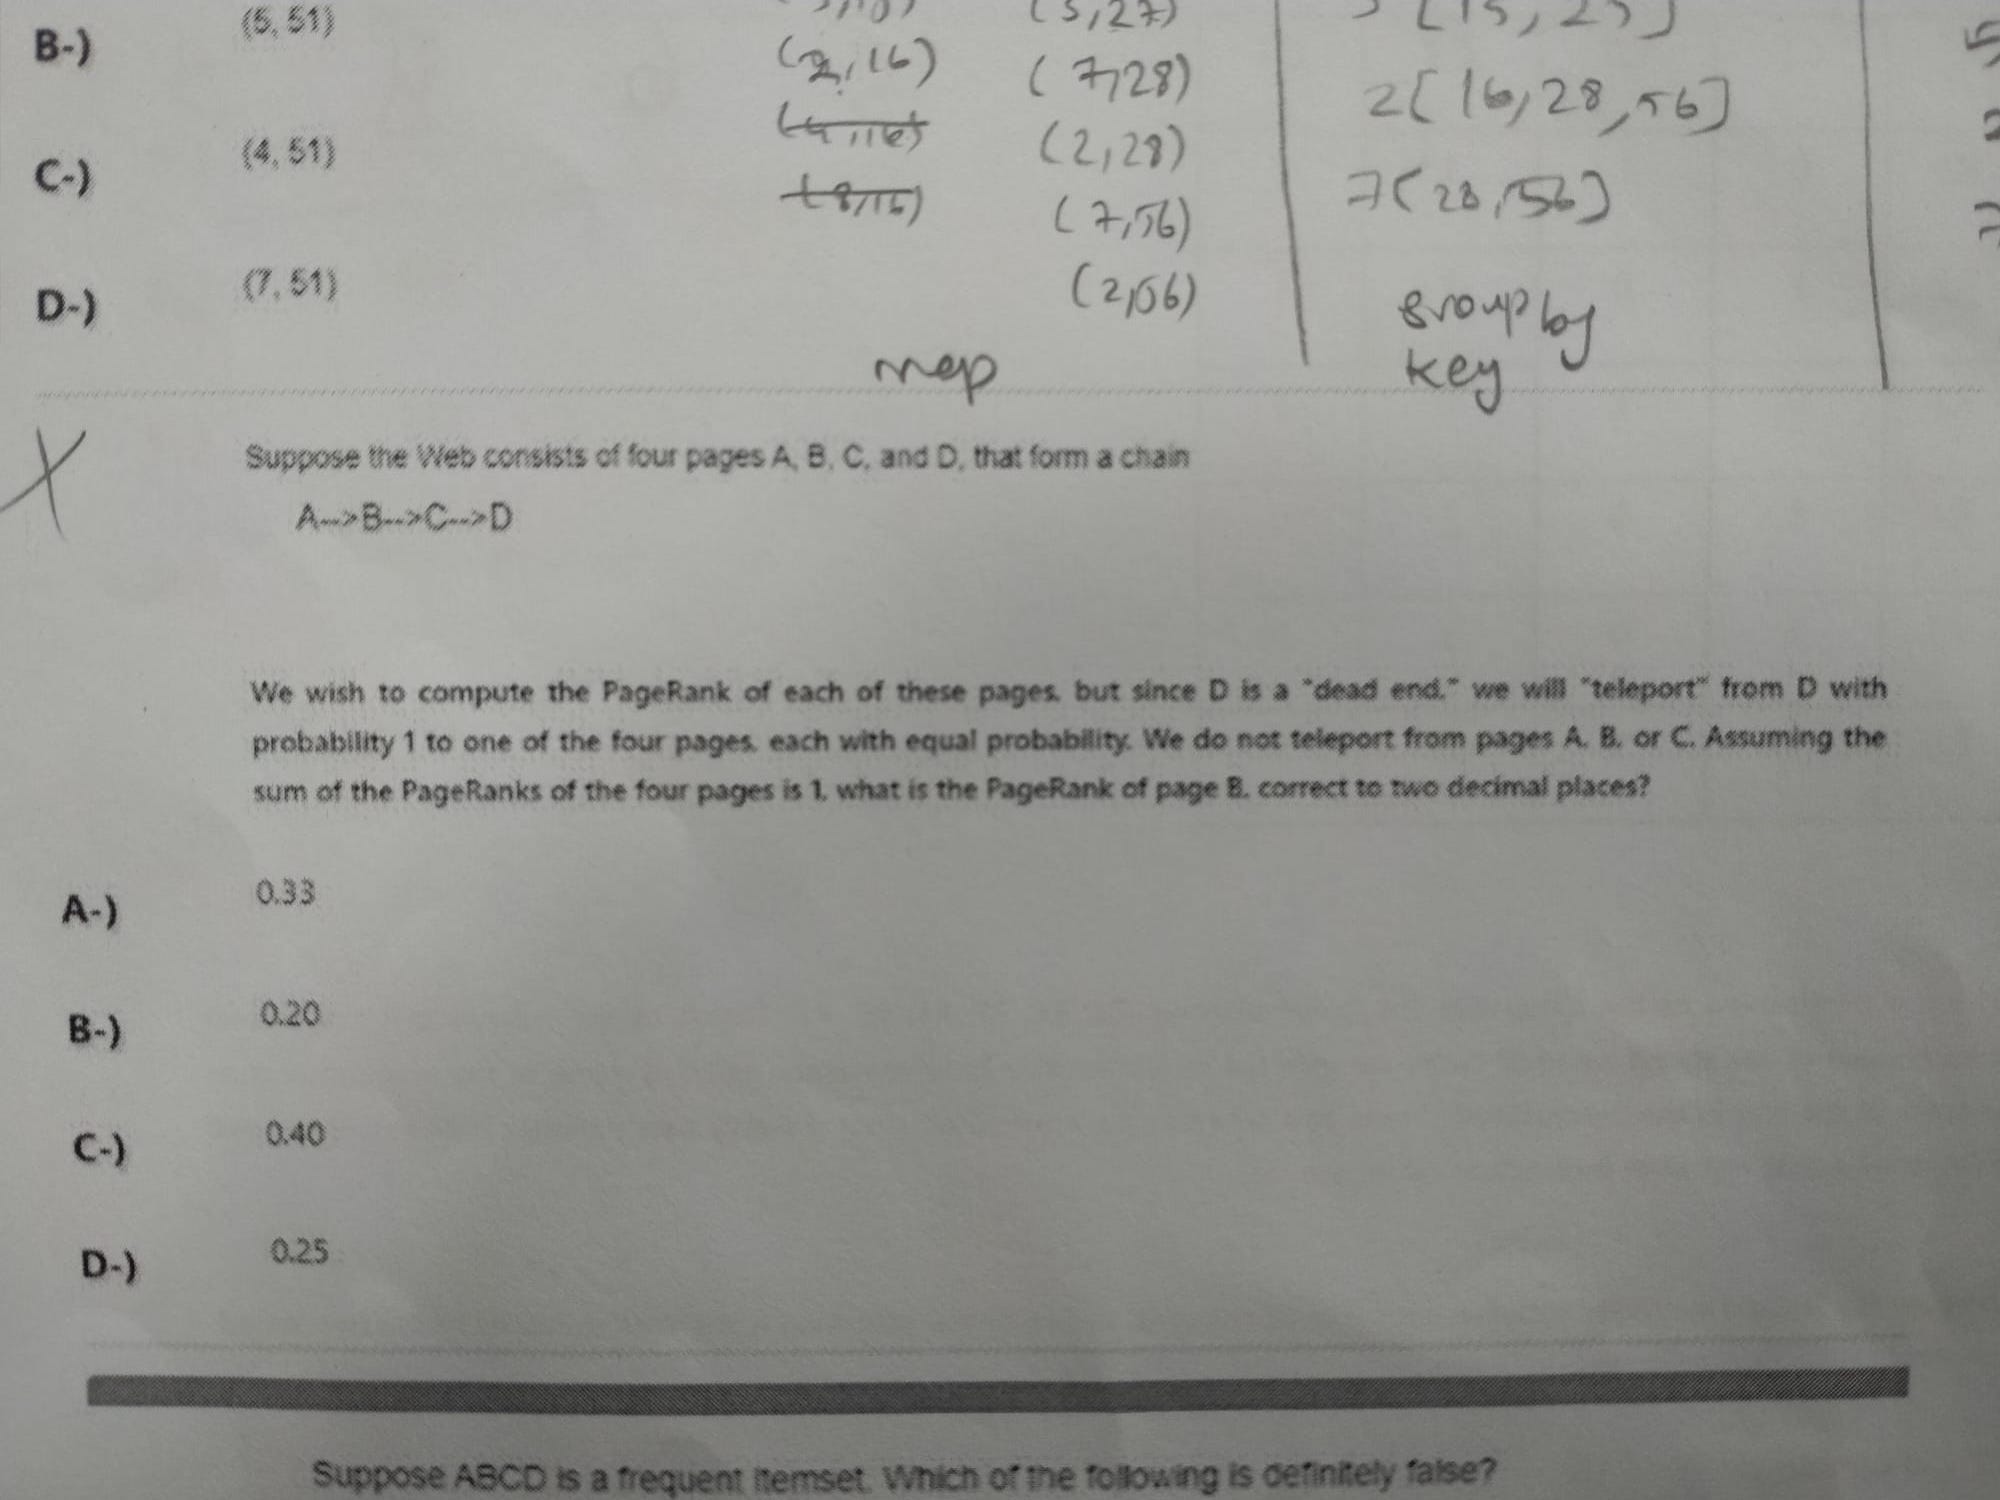 B-) (5, 51)
(5,27)
(2,16) (7,28) 2[16,28,56]
C-) (4, 51)
(2,28)
7[28,56]
(8,16) (7,56)
D-) (7, 51)
(2,56)
group by
key
map
Suppose the Web consists of four pages A, B, C, and D, that form a chain
A-->B-->C-->D
We wish to compute the PageRank of each of these pages, but since D is a "dead end," we will "teleport" from D with
probability 1 to one of the four pages, each with equal probability. We do not teleport from pages A, B, or C. Assuming the
sum of the PageRanks of the four pages is 1, what is the PageRank of page B, correct to two decimal places?
A-) 0.33
B-) 0.20
C-) 0.40
D-) 0.25
Suppose ABCD is a frequent itemset. Which of the following is definitely false?